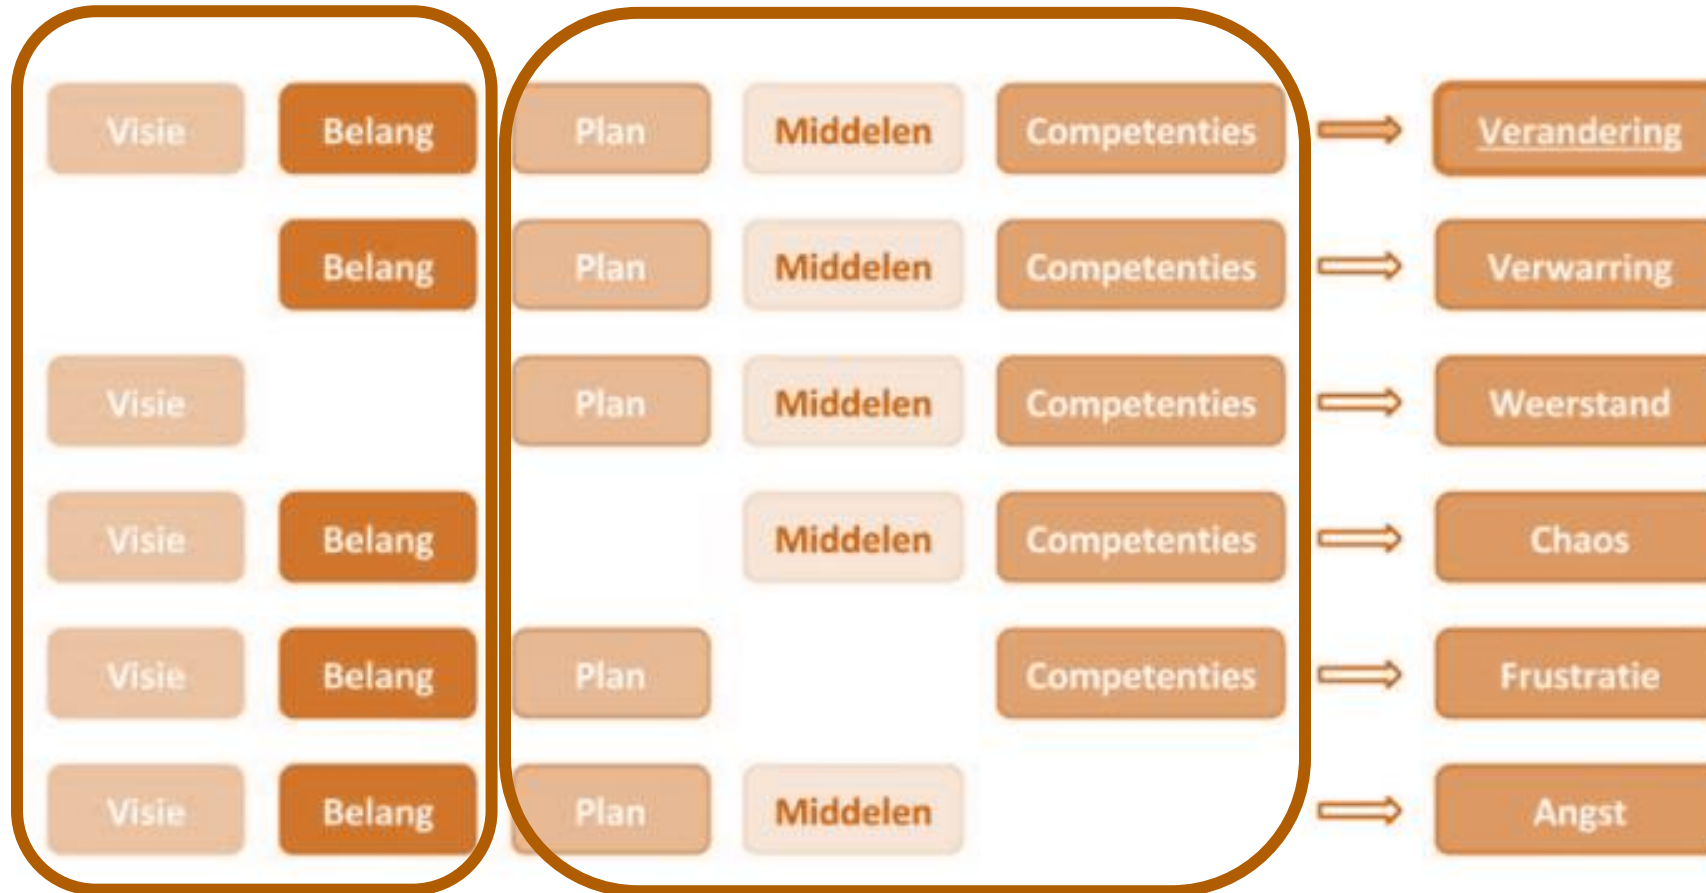 Visie Belang Plan Middelen Competenties Verandering
Belang Plan Middelen Competenties Verwarring
Visie Plan Middelen Competenties Weerstand
Visie Belang Middelen Competenties Chaos
Visie Belang Plan Competenties Frustratie
Visie Belang Plan Middelen Angst